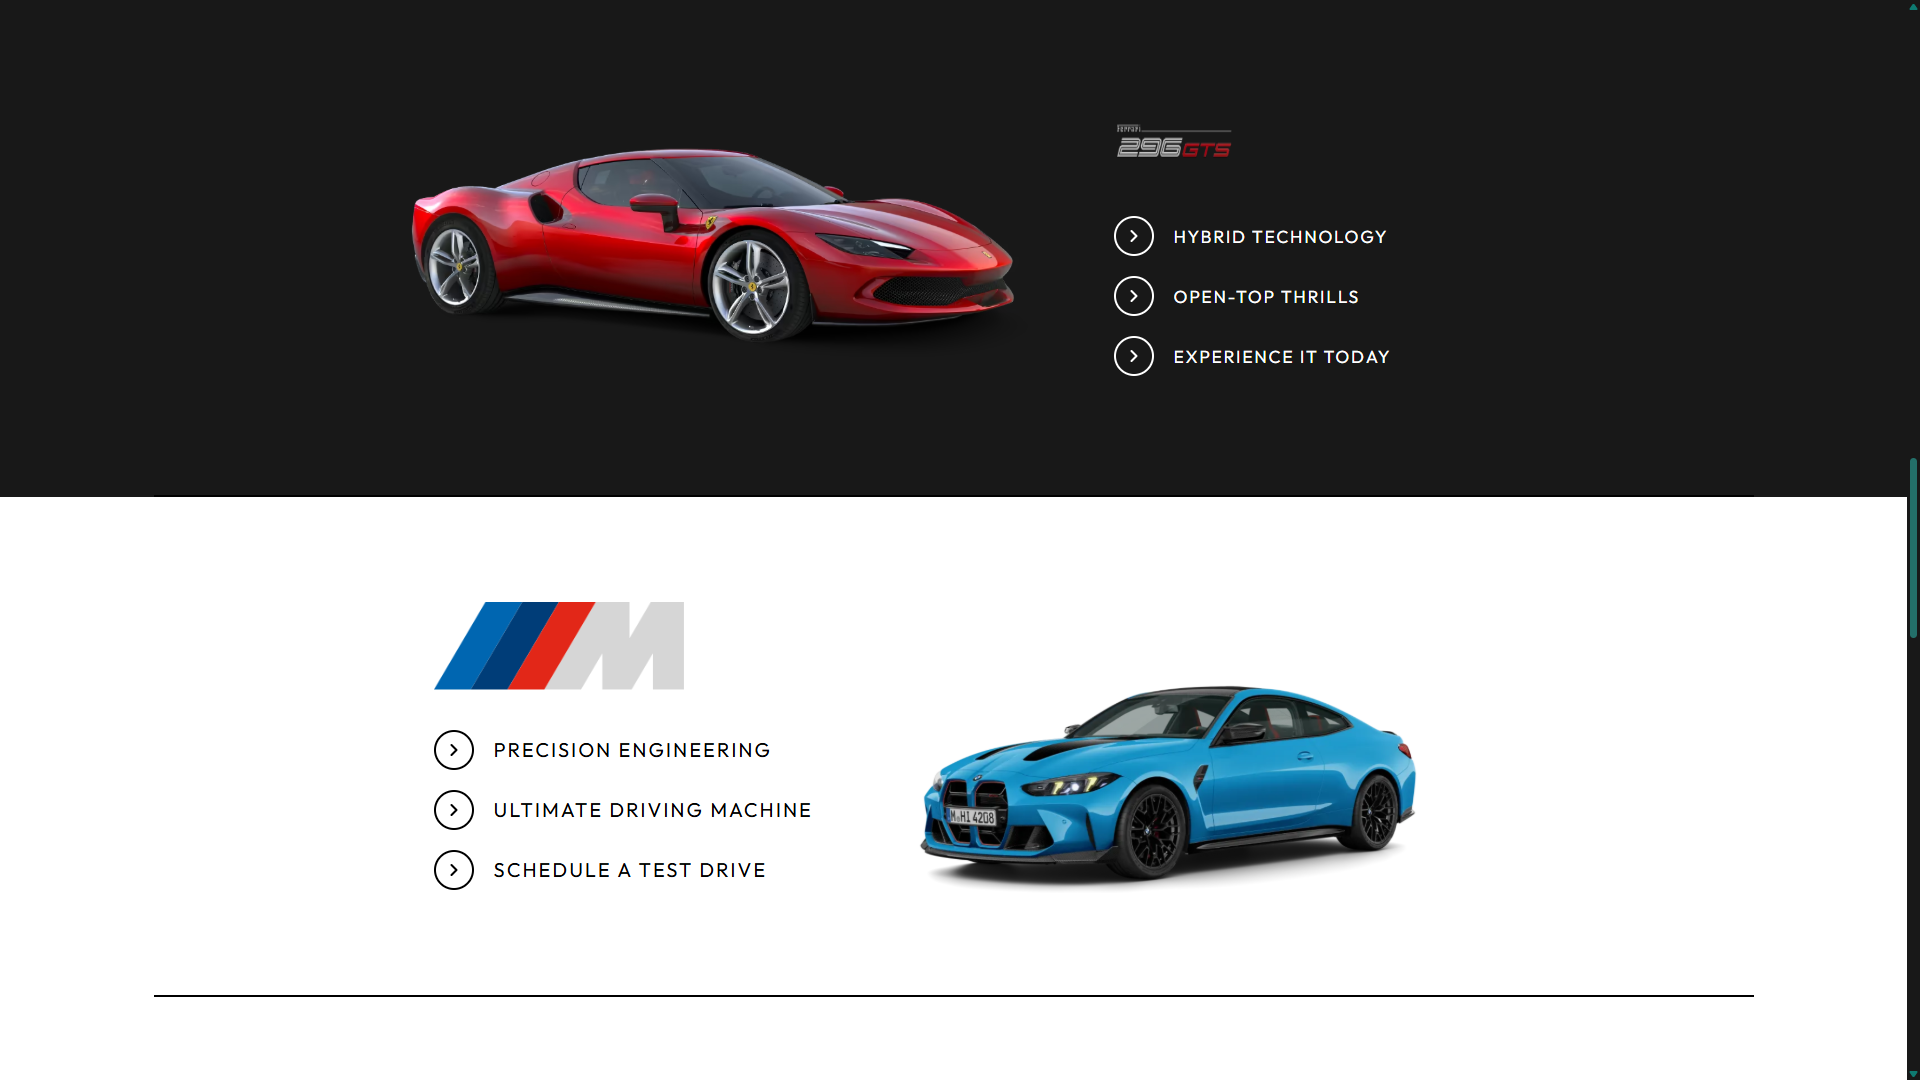 Ferrari
296GTS
HYBRID TECHNOLOGY
OPEN-TOP THRILLS
EXPERIENCE IT TODAY
M
PRECISION ENGINEERING
ULTIMATE DRIVING MACHINE
SCHEDULE A TEST DRIVE
M HI 4208